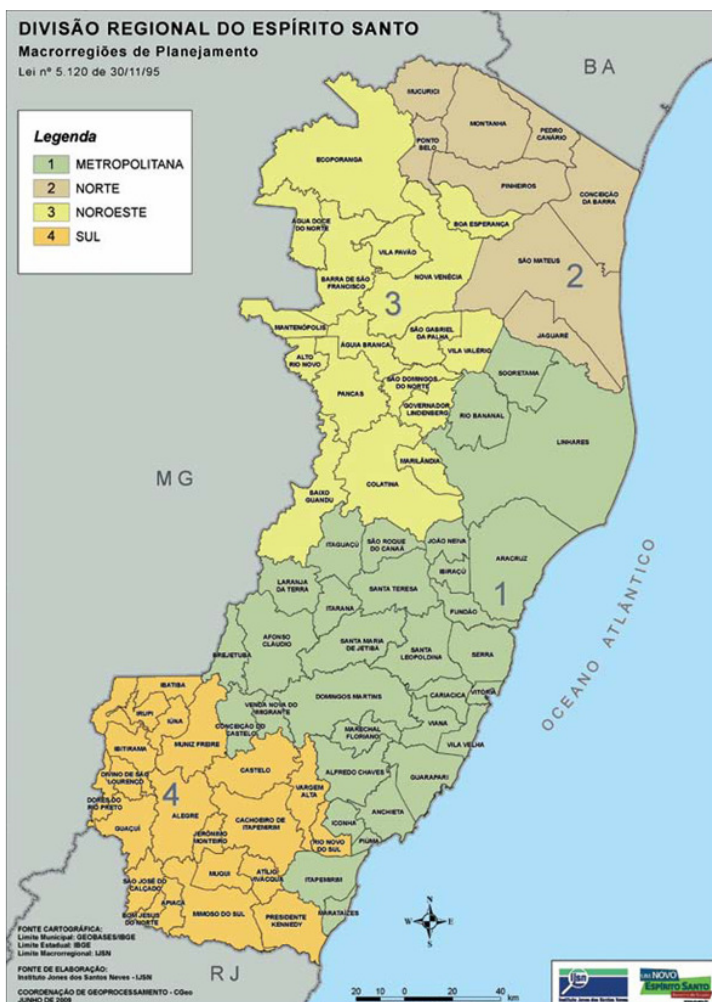 DIVISÃO REGIONAL DO ESPÍRITO SANTO
Macrorregiões de Planejamento
Lei nº 5.120 de 30/11/95
BA
Legenda
1 METROPOLITANA
2 NORTE
3 NOROESTE
4 SUL
MUCURICI
MONTANHA
PEDRO
CANÁRIO
PONTO
BELO
ECOPORANGA
PINHEIROS
CONCEIÇÃO
DA BARRA
ÁGUA DOCE
DO NORTE
BOA ESPERANÇA
VILA PAVÃO
SÃO MATEUS
BARRA DE SÃO
FRANCISCO
NOVA VENÉCIA
2
3
MANTENÓPOLIS
SÃO GABRIEL
DA PALHA
JAGUARE
ÁGUIA BRANCA
VILA VALÉRIO
ALTO
RIO NOVO
SOORETAMA
SÃO DOMINGOS
DO NORTE
PANCAS
GOVERNADOR
LINDENBERG
RIO BANANAL
LINHARES
MARILÂNDIA
MG
COLATINA
BAIXO
GUANDU
ITAGUAÇÚ
SÃO ROQUE
DO CANAÃ
JOÃO NEIVA
ARACRUZ
IBIRAÇÚ
LARANJA
DA TERRA
SANTA TERESA
1
ITARANA
FUNDÃO
AFONSO
CLÁUDIO
SANTA MARIA
DE JETIBÁ
SANTA
LEOPOLDINA
SERRA
BREJETUBA
OCEANO ATLÂNTICO
IBATIBA
DOMINGOS MARTINS
CARIACICA
VITÓRIA
IRUPI
IÚNA
VENDA NOVA DO
IMIGRANTE
CONCEIÇÃO DO
CASTELO
VIANA
MARECHAL
FLORIANO
IBITIRAMA
MUNIZ FREIRE
VILA VELHA
CASTELO
ALFREDO CHAVES
GUARAPARI
DIVINO DE SÃO
LOURENÇO
4
VARGEM
ALTA
DORES DO
RIO PRETO
ALEGRE
ANCHIETA
GUAÇUÍ
CACHOEIRO DE
ITAPEMIRIM
ICONHA
JERÔNIMO
MONTEIRO
RIO NOVO
DO SUL
PIÚMA
MUQUI
ATÍLIO
VIVÁCQUA
ITAPEMIRIM
SÃO JOSÉ DO
CALÇADO
APIACÁ
BOM JESUS
DO NORTE
MIMOSO DO SUL
PRESIDENTE
KENNEDY
MARATAÍZES
N
W E
S
FONTE CARTOGRÁFICA:
Limite Municipal: GEOBASES/IBGE
Limite Estadual: IBGE
Limite Macrorregional: IJSN
FONTE DE ELABORAÇÃO:
Instituto Jones dos Santos Neves - IJSN
COORDENAÇÃO DE GEOPROCESSAMENTO - CGeo
JUNHO DE 2009
RJ
20 10 0 20 40
km
ijsn
Instituto Jones dos Santos Neves
UM NOVO
ESPÍRITO SANTO